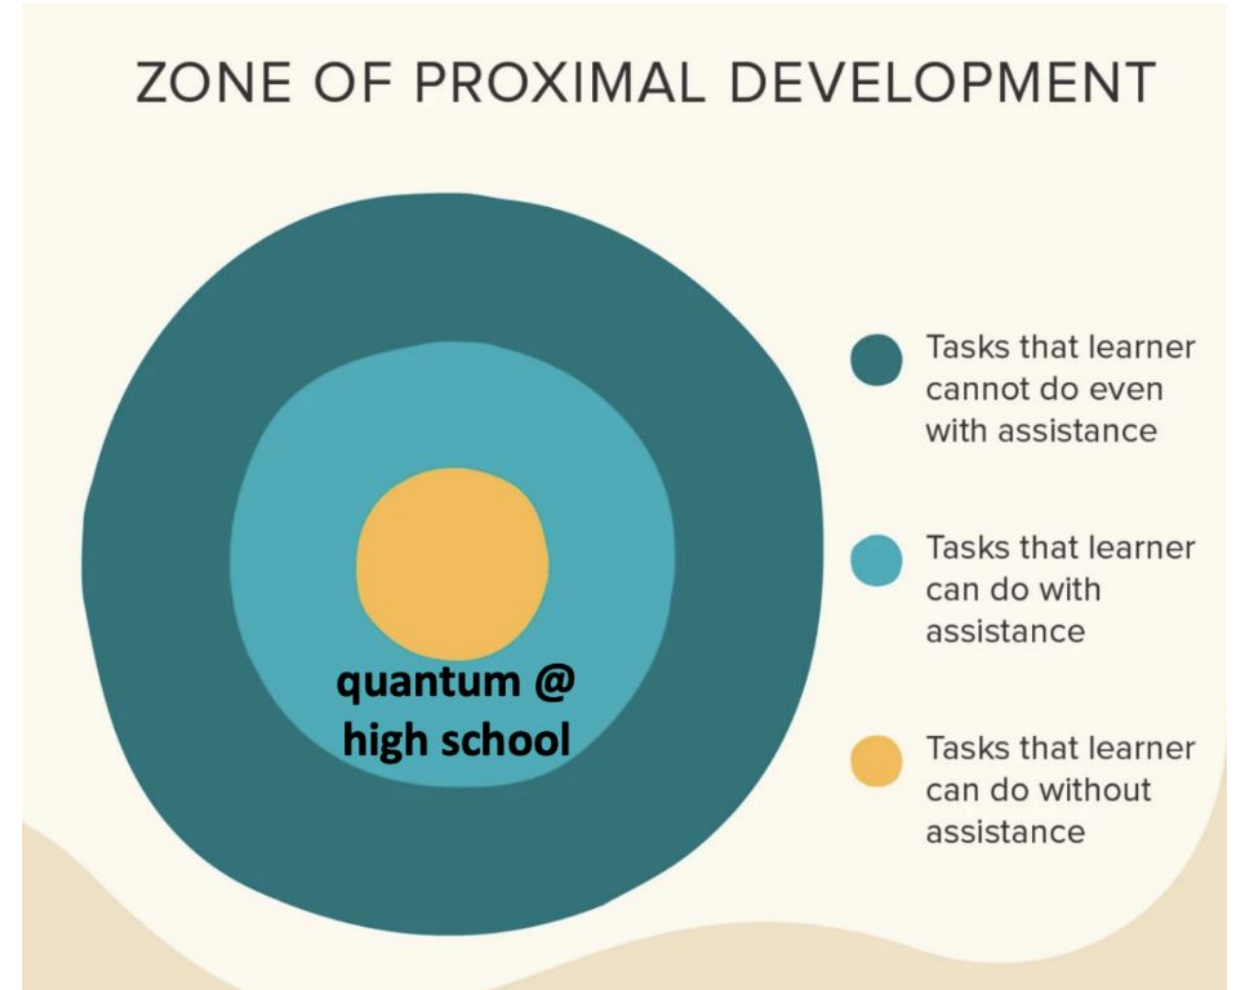 ZONE OF PROXIMAL DEVELOPMENT
Tasks that learner
cannot do even
with assistance
Tasks that learner
can do with
assistance
quantum @
high school
Tasks that learner
can do without
assistance